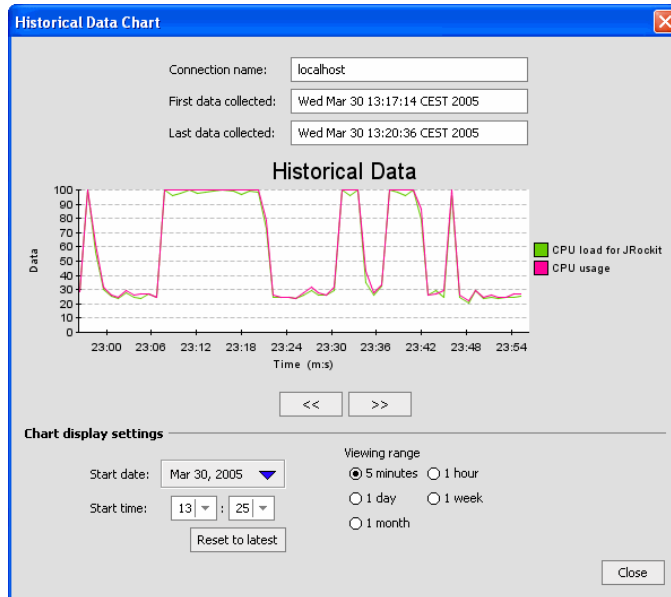 Historical Data Chart
Connection name: localhost
First data collected: Wed Mar 30 13:17:14 CEST 2005
Last data collected: Wed Mar 30 13:20:36 CEST 2005
Historical Data
100
90
80
70
60
50
40
30
20
10
0
Data
CPU load for JRockit
CPU usage
23:00 23:06 23:12 23:18 23:24 23:30 23:36 23:42 23:48 23:54
Time (m:s)
<< >>
Chart display settings
Start date: Mar 30, 2005
Start time: 13 : 25
Reset to latest
Viewing range
5 minutes 1 hour
1 day 1 week
1 month
Close